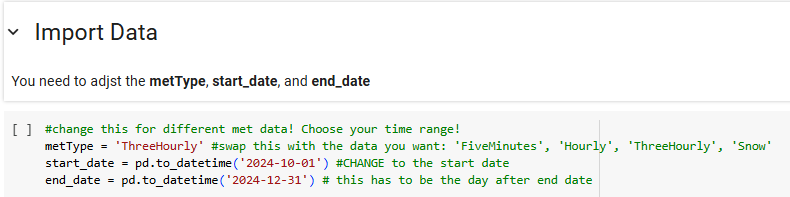 Import Data
You need to adjst the metType, start_date, and end_date
[ ] #change this for different met data! Choose your time range!
metType = 'ThreeHourly' #swap this with the data you want: 'FiveMinutes', 'Hourly', 'ThreeHourly', 'Snow'
start_date = pd.to_datetime('2024-10-01') #CHANGE to the start date
end_date = pd.to_datetime('2024-12-31') # this has to be the day after end date